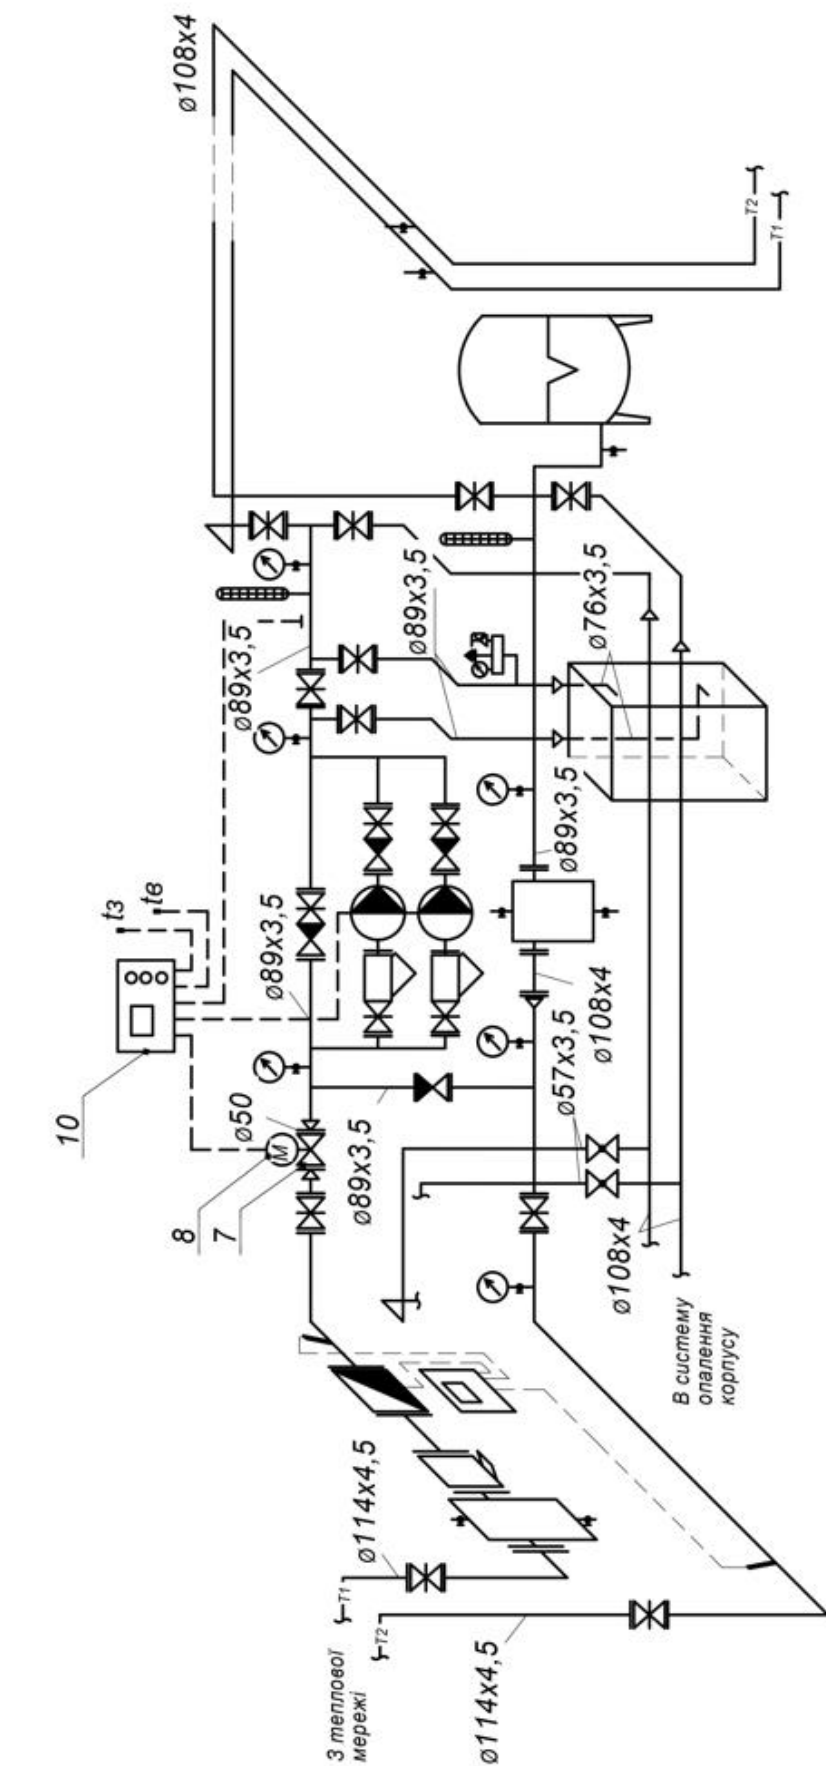 ø108x4
T2
T1
ø89x3,5
ø89x3,5
ø76x3,5
tз
tв
ø89x3,5
ø89x3,5
10
ø50
M
8
7
ø89x3,5
ø57x3,5
ø108x4
ø108x4
В систему
опалення
корпусу
ø114x4,5
T1
T2
З теплової
мережі
ø114x4,5